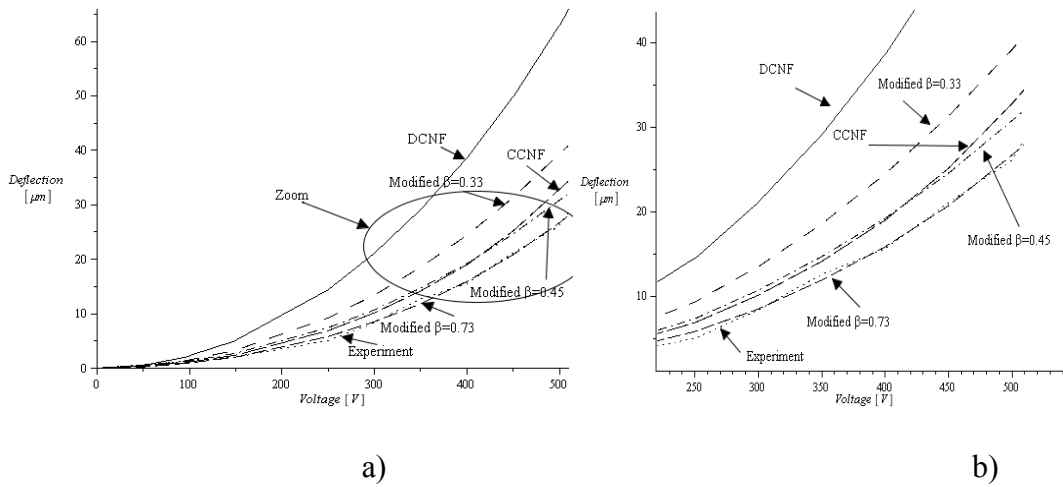 60
50
40
30
20
10
0
0
100
200
300
400
500
Deflection
[ μm]
Voltage [ V]
Zoom
DCNF
CCNF
Modified β=0.33
Modified β=0.45
Modified β=0.73
Experiment
a)
40
30
20
10
250
300
350
400
450
500
Deflection
[ μm]
Voltage [ V]
DCNF
Modified β=0.33
CCNF
Modified β=0.45
Modified β=0.73
Experiment
b)